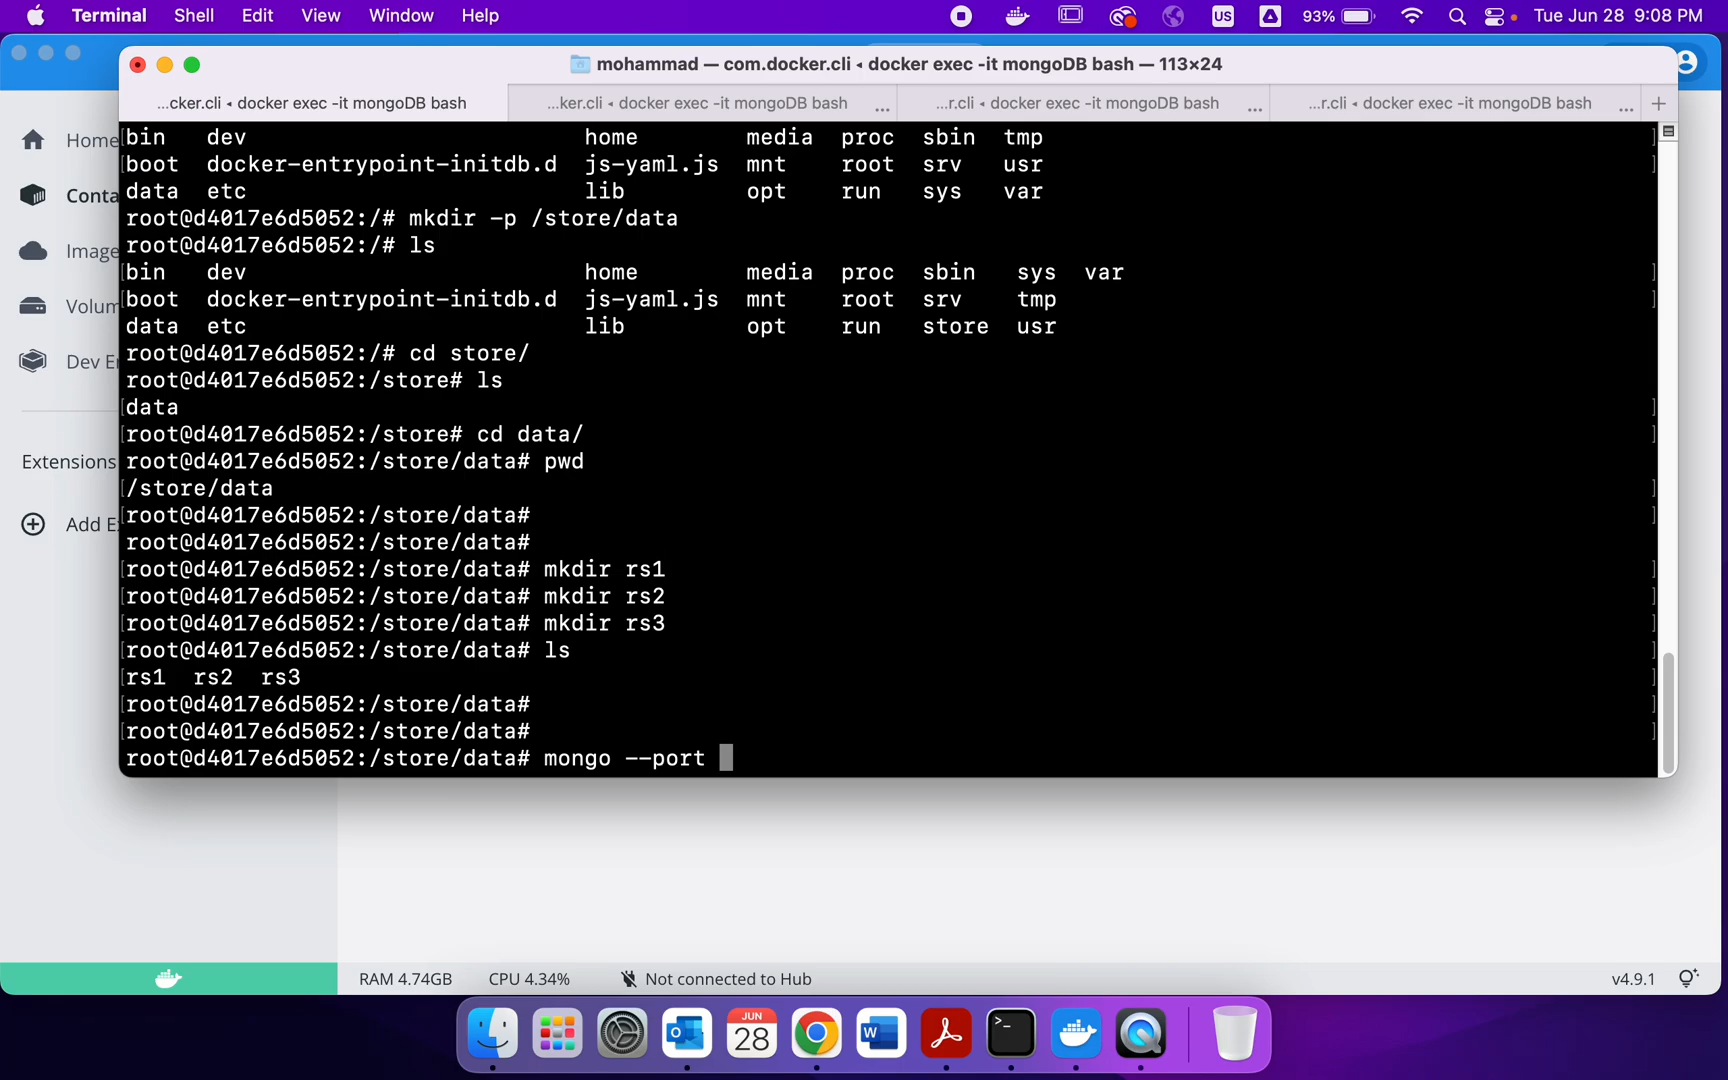 Terminal Shell Edit View Window Help US 93% Tue Jun 28 9:08 PM
mohammad — com.docker.cli ◂ docker exec -it mongoDB bash — 113×24
...cker.cli ◂ docker exec -it mongoDB bash ...ker.cli ◂ docker exec -it mongoDB bash ... ...r.cli ◂ docker exec -it mongoDB bash ... ...r.cli ◂ docker exec -it mongoDB bash ... +
Home
Conta
Image
Volum
Dev En
Extensions
Add E
bin dev home media proc sbin tmp
boot docker-entrypoint-initdb.d js-yaml.js mnt root srv usr
data etc lib opt run sys var
root@d4017e6d5052:/# mkdir -p /store/data
root@d4017e6d5052:/# ls
bin dev home media proc sbin sys var
boot docker-entrypoint-initdb.d js-yaml.js mnt root srv tmp
data etc lib opt run store usr
root@d4017e6d5052:/# cd store/
root@d4017e6d5052:/store# ls
data
root@d4017e6d5052:/store# cd data/
root@d4017e6d5052:/store/data# pwd
/store/data
root@d4017e6d5052:/store/data#
root@d4017e6d5052:/store/data#
root@d4017e6d5052:/store/data# mkdir rs1
root@d4017e6d5052:/store/data# mkdir rs2
root@d4017e6d5052:/store/data# mkdir rs3
root@d4017e6d5052:/store/data# ls
rs1 rs2 rs3
root@d4017e6d5052:/store/data#
root@d4017e6d5052:/store/data#
root@d4017e6d5052:/store/data# mongo --port
RAM 4.74GB CPU 4.34% Not connected to Hub v4.9.1
JUN
28